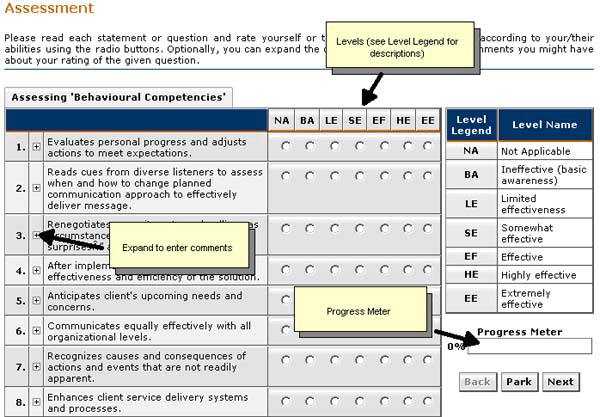 Assessment
Please read each statement or question and rate yourself or t according to your/their
abilities using the radio buttons. Optionally, you can expand the mments you might have
about your rating of the given question.
Levels (see Level Legend for
descriptions)
Assessing 'Behavioural Competencies'
NA BA LE SE EF HE EE
1. Evaluates personal progress and adjusts
actions to meet expectations.
2. Reads cues from diverse listeners to assess
when and how to change planned
communication approach to effectively
deliver message.
3. Renegotiates
surprises
Expand to enter comments
4. After implem
effectiveness and efficiency of the solution.
5. Anticipates client's upcoming needs and
concerns.
6. Communicates equally effectively with all
organizational levels.
7. Recognizes causes and consequences of
actions and events that are not readily
apparent.
8. Enhances client service delivery systems
and processes.
Progress Meter
Level
Legend
Level Name
NA Not Applicable
BA Ineffective (basic
awareness)
LE Limited
effectiveness
SE Somewhat
effective
EF Effective
HE Highly effective
EE Extremely
effective
Progress Meter
0%
Back Park Next